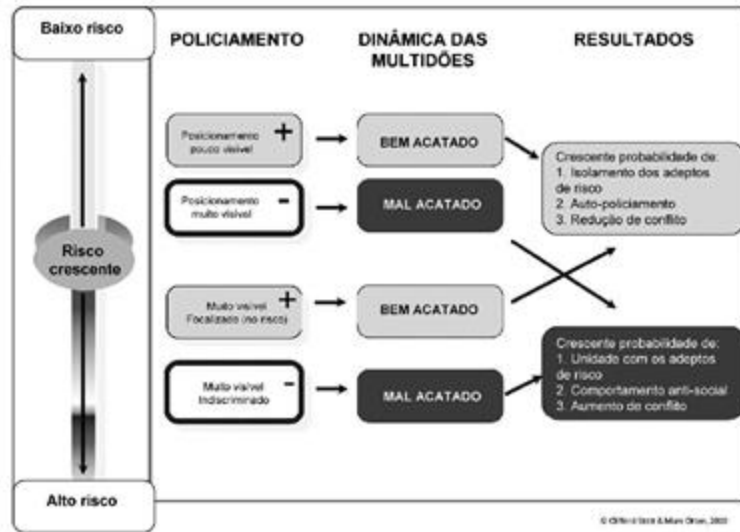 Baixo risco
POLICIAMENTO
DINÂMICA DAS
MULTIDÕES
RESULTADOS
Posicionamento
pouco visível
+
BEM ACATADO
Posicionamento
muito visível
-
MAL ACATADO
Crescente probabilidade de:
1. Isolamento dos adeptos
de risco
2. Auto-policiamento
3. Redução de conflito
Risco
crescente
Muito visível
Focalizado (no risco)
+
BEM ACATADO
Muito visível
Indiscriminado
-
MAL ACATADO
Crescente probabilidade de:
1. Unidade com os adeptos
de risco
2. Comportamento anti-social
3. Aumento de conflito
Alto risco
© Clifford Stott &